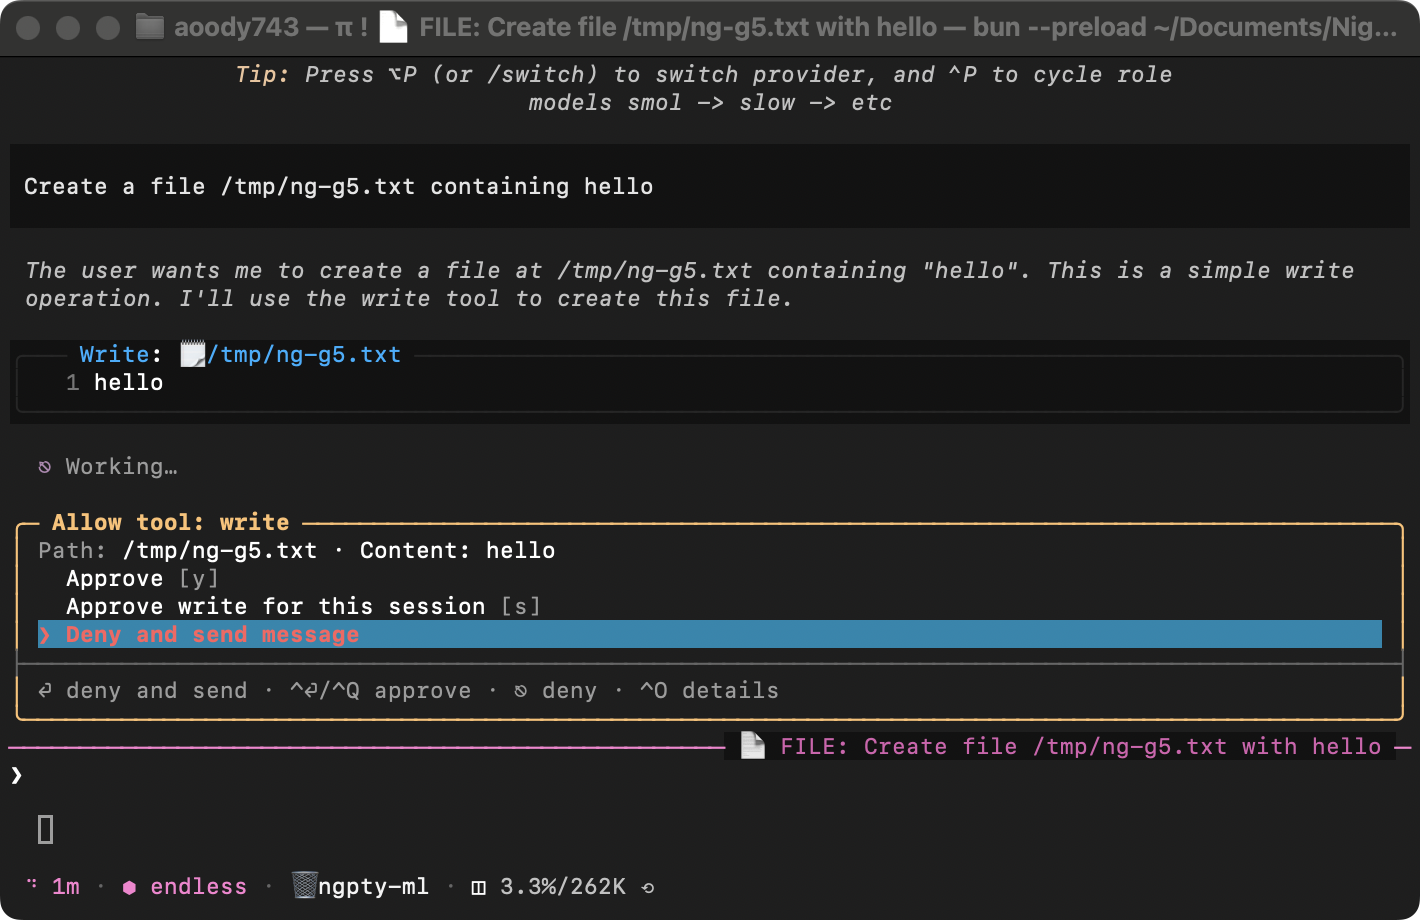 aoody743 — π ! FILE: Create file /tmp/ng-g5.txt with hello — bun --preload ~/Documents/Nig...
Tip: Press ⌥P (or /switch) to switch provider, and ^P to cycle role
models smol —> slow —> etc
Create a file /tmp/ng-g5.txt containing hello
The user wants me to create a file at /tmp/ng-g5.txt containing "hello". This is a simple write
operation. I'll use the write tool to create this file.
Write: /tmp/ng-g5.txt
1 hello
Working…
Allow tool: write
Path: /tmp/ng-g5.txt · Content: hello
Approve [y]
Approve write for this session [s]
❯ Deny and send message
⏎ deny and send · ^⏎/^Q approve · ⎋ deny · ^O details
FILE: Create file /tmp/ng-g5.txt with hello
❯
1m · ⬢ endless · ngpty-ml · ◫ 3.3%/262K ⟲